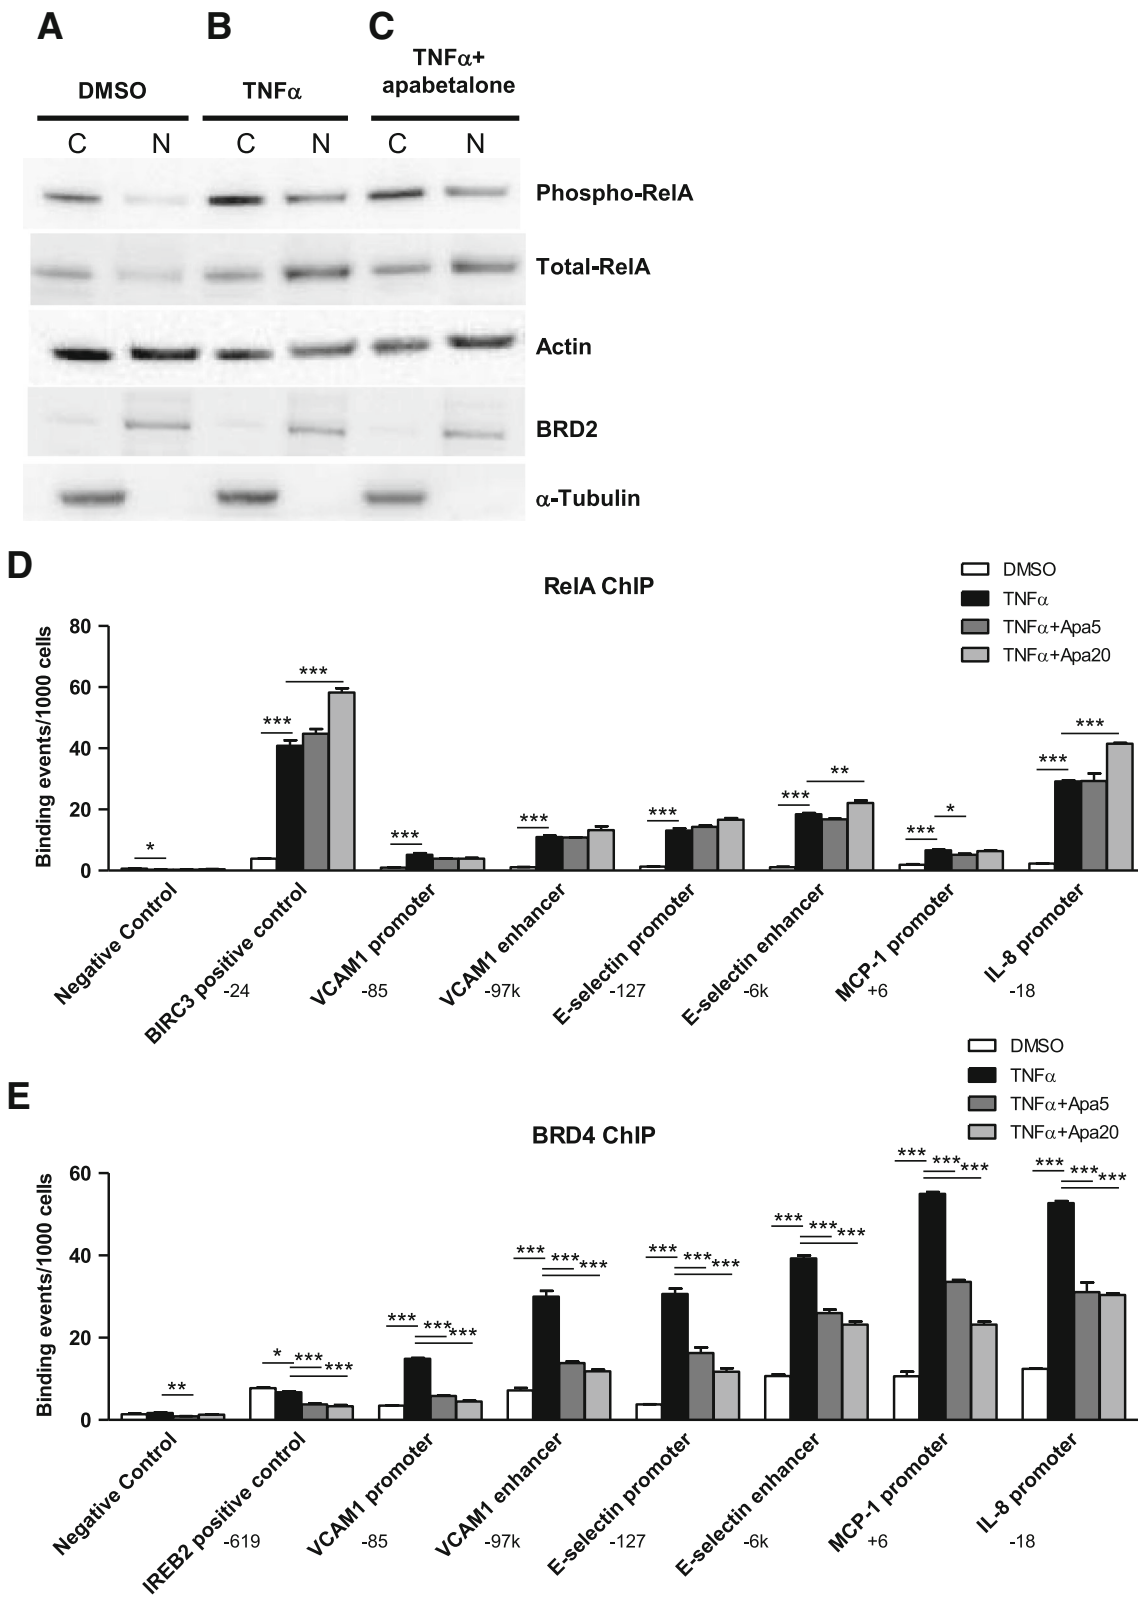 A B C
DMSO TNFα TNFα+
apabetalone
C N C N C N
Phospho-RelA
Total-RelA
Actin
BRD2
α-Tubulin
D
RelA ChIP
DMSO
TNFα
TNFα+Apa5
TNFα+Apa20
Binding events/1000 cells
80
60
40
20
0
* *** *** *** *** *** *** ** *** * *** ***
Negative Control
BIRC3 positive control
VCAM1 promoter
VCAM1 enhancer
E-selectin promoter
E-selectin enhancer
MCP-1 promoter
IL-8 promoter
-24 -85 -97k -127 -6k +6 -18
E
BRD4 ChIP
DMSO
TNFα
TNFα+Apa5
TNFα+Apa20
Binding events/1000 cells
60
40
20
0
** * *** *** *** *** *** *** *** *** *** *** *** *** *** *** *** *** *** *** *** ***
Negative Control
IREB2 positive control
VCAM1 promoter
VCAM1 enhancer
E-selectin promoter
E-selectin enhancer
MCP-1 promoter
IL-8 promoter
-619 -85 -97k -127 -6k +6 -18